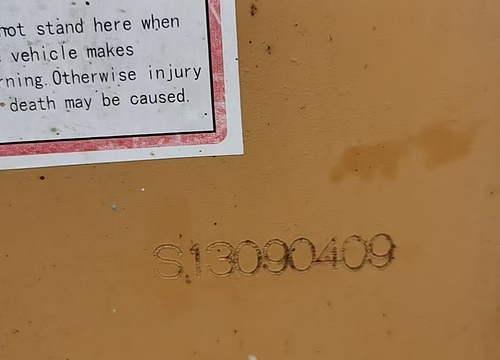 not stand here when
vehicle makes
rning.Otherwise injury
death may be caused.
S13090409